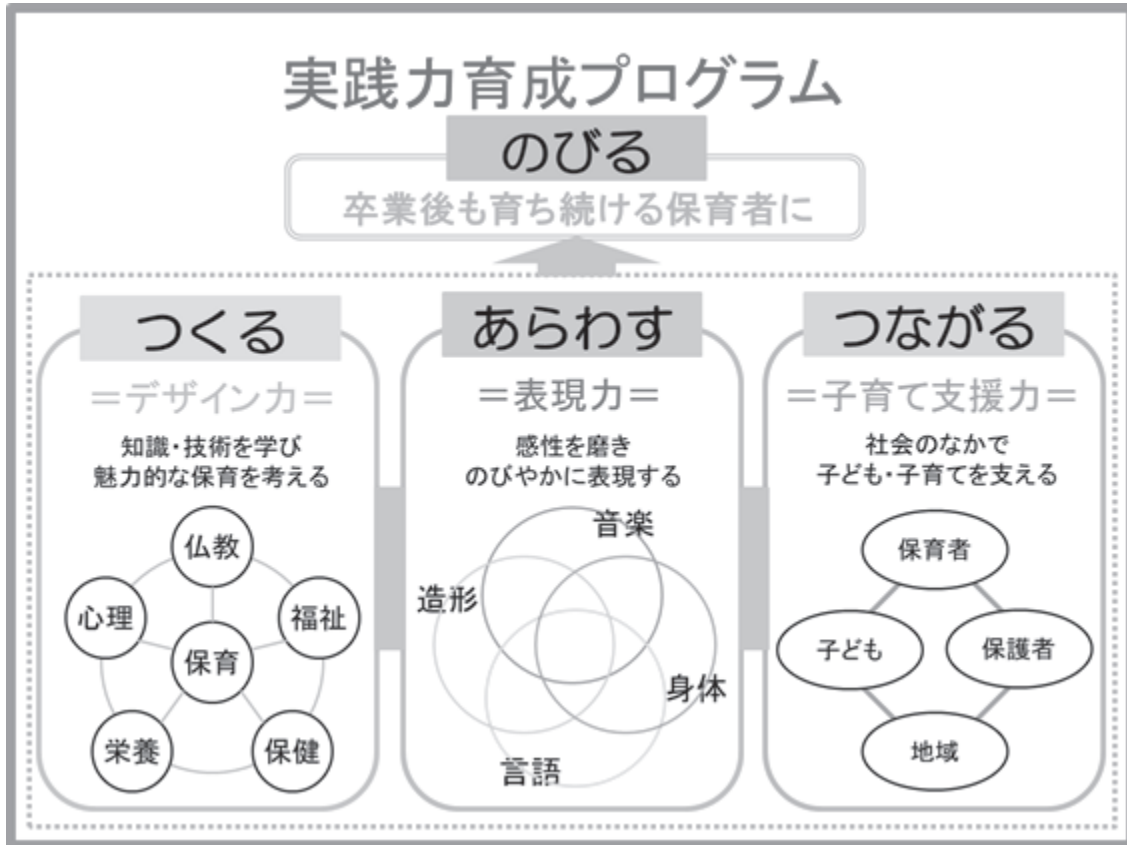 実践力育成プログラム
のびる
卒業後も育ち続ける保育者に
つくる
=デザイン力=
知識・技術を学び
魅力的な保育を考える
仏教
心理
福祉
保育
栄養
保健
あらわす
=表現力=
感性を磨き
のびやかに表現する
音楽
造形
身体
言語
つながる
=子育て支援力=
社会のなかで
子ども・子育てを支える
保育者
子ども
保護者
地域